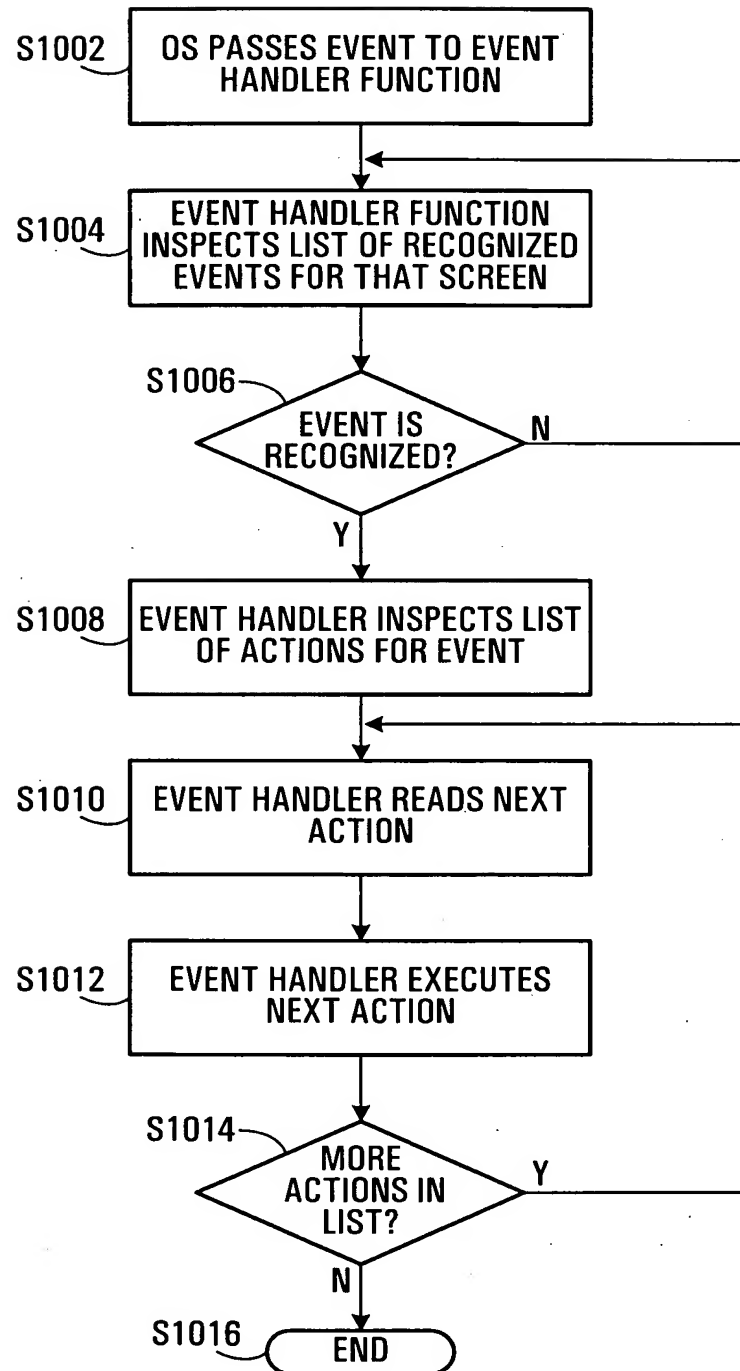 S1002
OS PASSES EVENT TO EVENT
HANDLER FUNCTION
S1004
EVENT HANDLER FUNCTION
INSPECTS LIST OF RECOGNIZED
EVENTS FOR THAT SCREEN
S1006
EVENT IS
RECOGNIZED?
N
Y
S1008
EVENT HANDLER INSPECTS LIST
OF ACTIONS FOR EVENT
S1010
EVENT HANDLER READS NEXT
ACTION
S1012
EVENT HANDLER EXECUTES
NEXT ACTION
S1014
MORE
ACTIONS IN
LIST?
Y
N
S1016
END